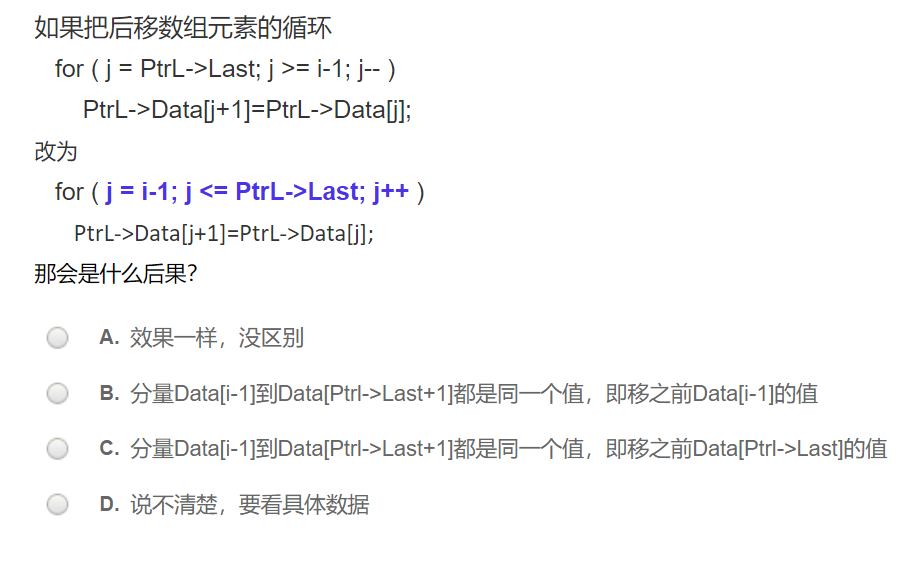 如果把后移数组元素的循环
for ( j = PtrL->Last; j >= i-1; j-- )
PtrL->Data[j+1]=PtrL->Data[j];
改为
for ( j = i-1; j <= PtrL->Last; j++ )
PtrL->Data[j+1]=PtrL->Data[j];
那会是什么后果？
A. 效果一样，没区别
B. 分量Data[i-1]到Data[Ptrl->Last+1]都是同一个值，即移之前Data[i-1]的值
C. 分量Data[i-1]到Data[Ptrl->Last+1]都是同一个值，即移之前Data[Ptrl->Last]的值
D. 说不清楚，要看具体数据